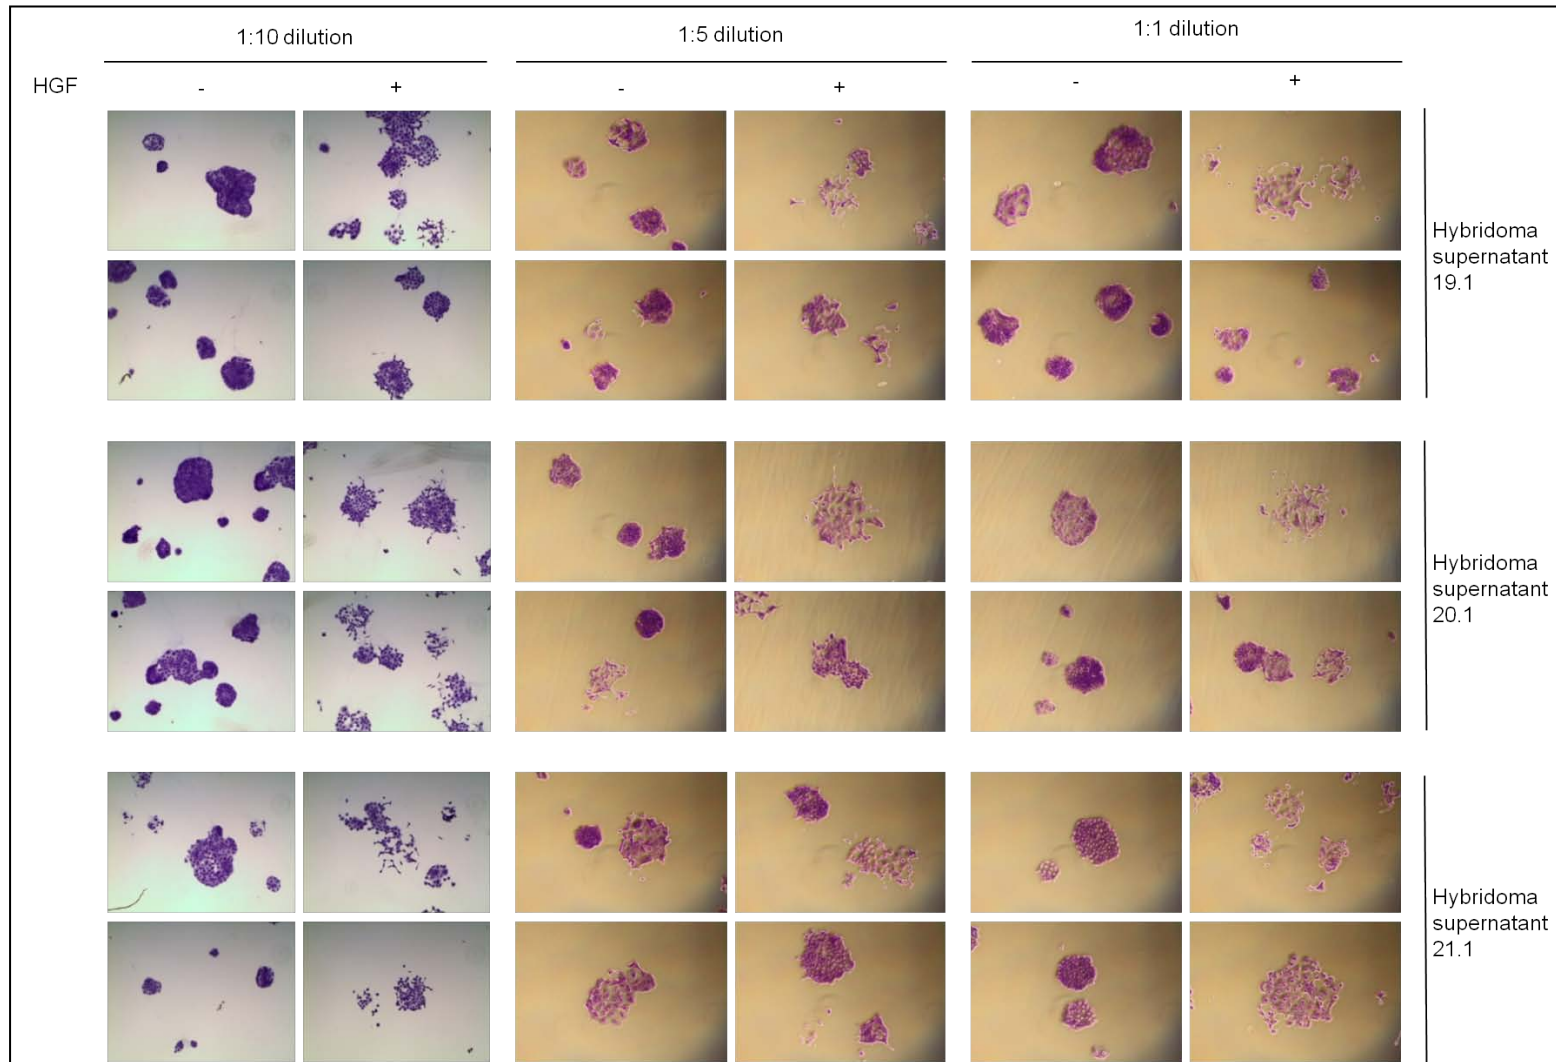 1:10 dilution
1:5 dilution
1:1 dilution
HGF
-
+
-
+
-
+
Hybridoma
supernatant
19.1
Hybridoma
supernatant
20.1
Hybridoma
supernatant
21.1